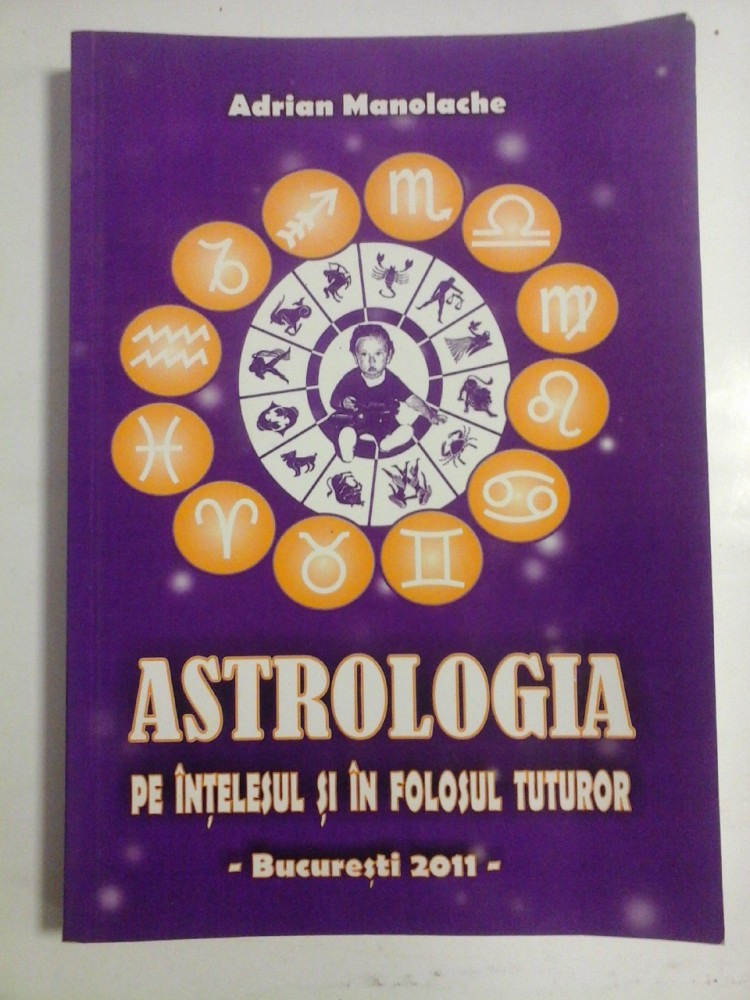 Adrian Manolache
ASTROLOGIA
PE ÎNȚELESUL ȘI ÎN FOLOSUL TUTUROR
- București 2011 -